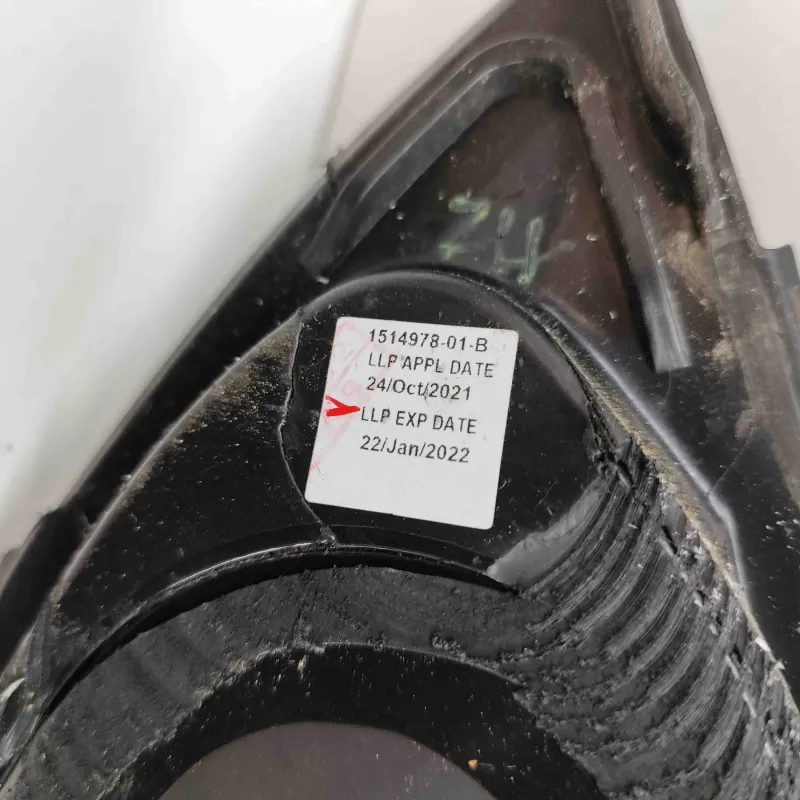 1514978-01-B
LLP APPL DATE
24/Oct/2021
LLP EXP DATE
22/Jan/2022